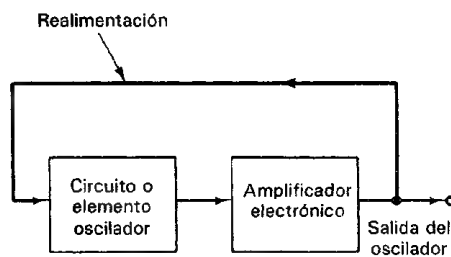 Realimentación
Circuito o
elemento
oscilador
Amplificador
electrónico
Salida del
oscilador